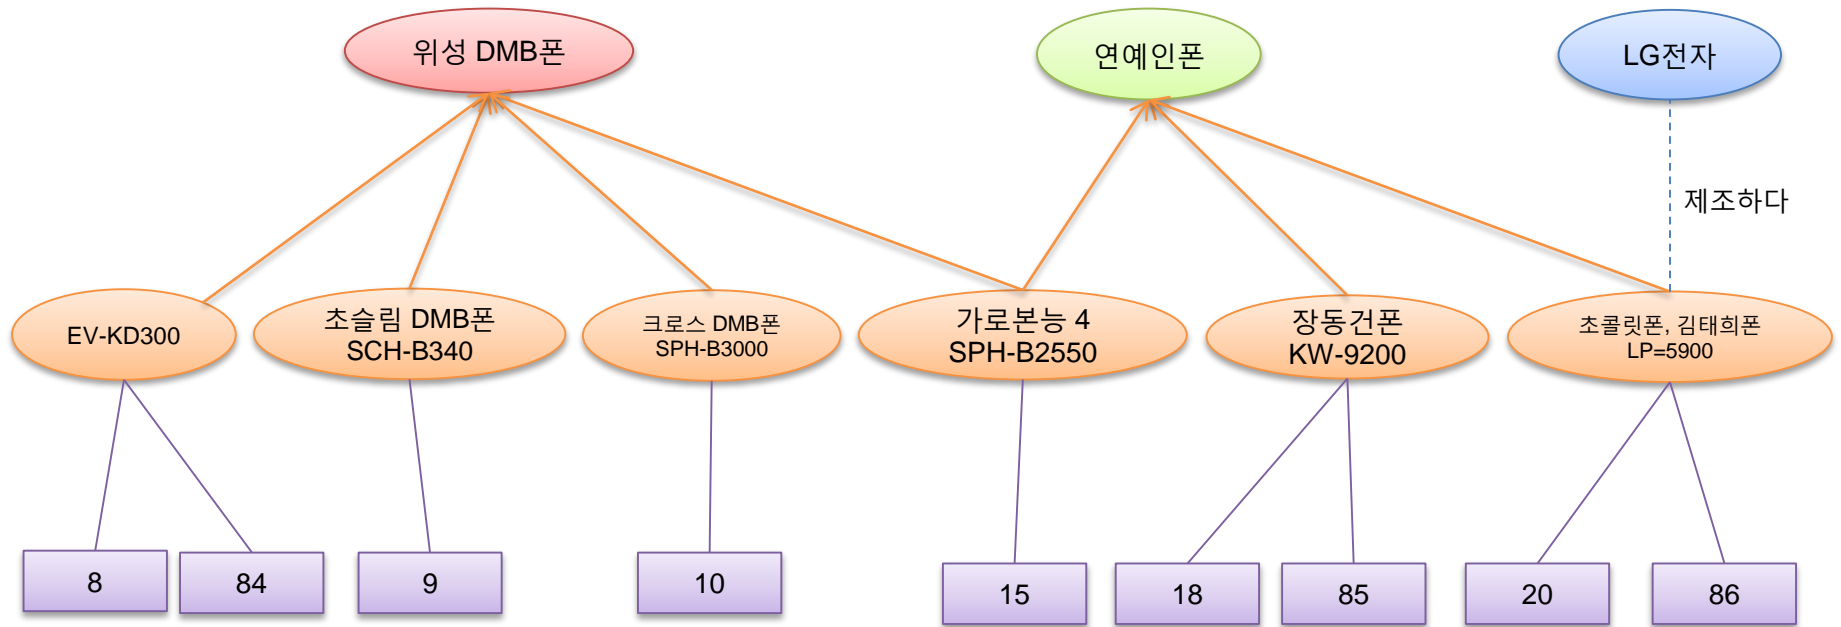 위성 DMB폰
연예인폰
LG전자
제조하다
EV-KD300
초슬림 DMB폰
SCH-B340
크로스 DMB폰
SPH-B3000
가로본능 4
SPH-B2550
장동건폰
KW-9200
초콜릿폰, 김태희폰
LP=5900
8
84
9
10
15
18
85
20
86